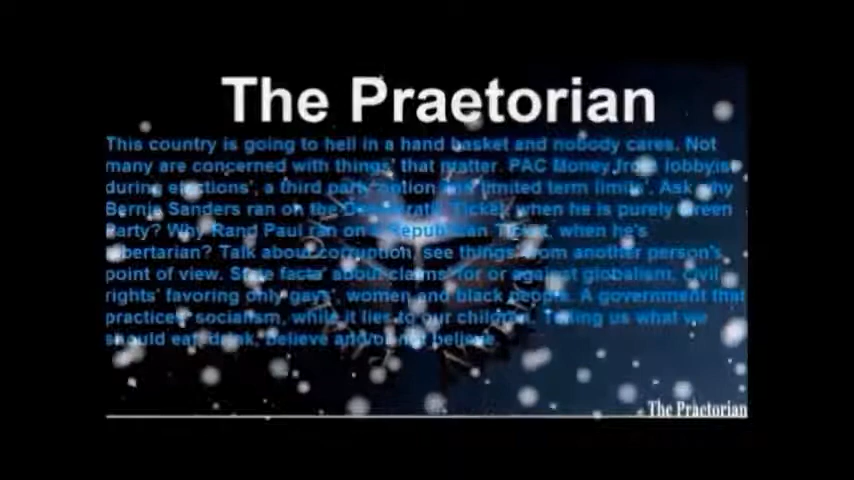 The Praetorian
This country is going to hell in a hand basket and nobody cares. Not
many are concerned with things' that matter. PAC Money from lobbyist
during elections', a third party option has limited term limits'. Ask why
Bernie Sanders ran on the Democratic Ticket, when he is purely Green
Party? Why Rand Paul ran on a Republican Ticket, when he's
libertarian? Talk about corruption, see things from another person's
point of view. State facts' about claims' for or against globalism. Civil
rights' favoring only gays', women and black people. A government that
practices' socialism, while it lies to our children. Telling us what we
should eat, drink, believe and/or not believe.
The Praetorian